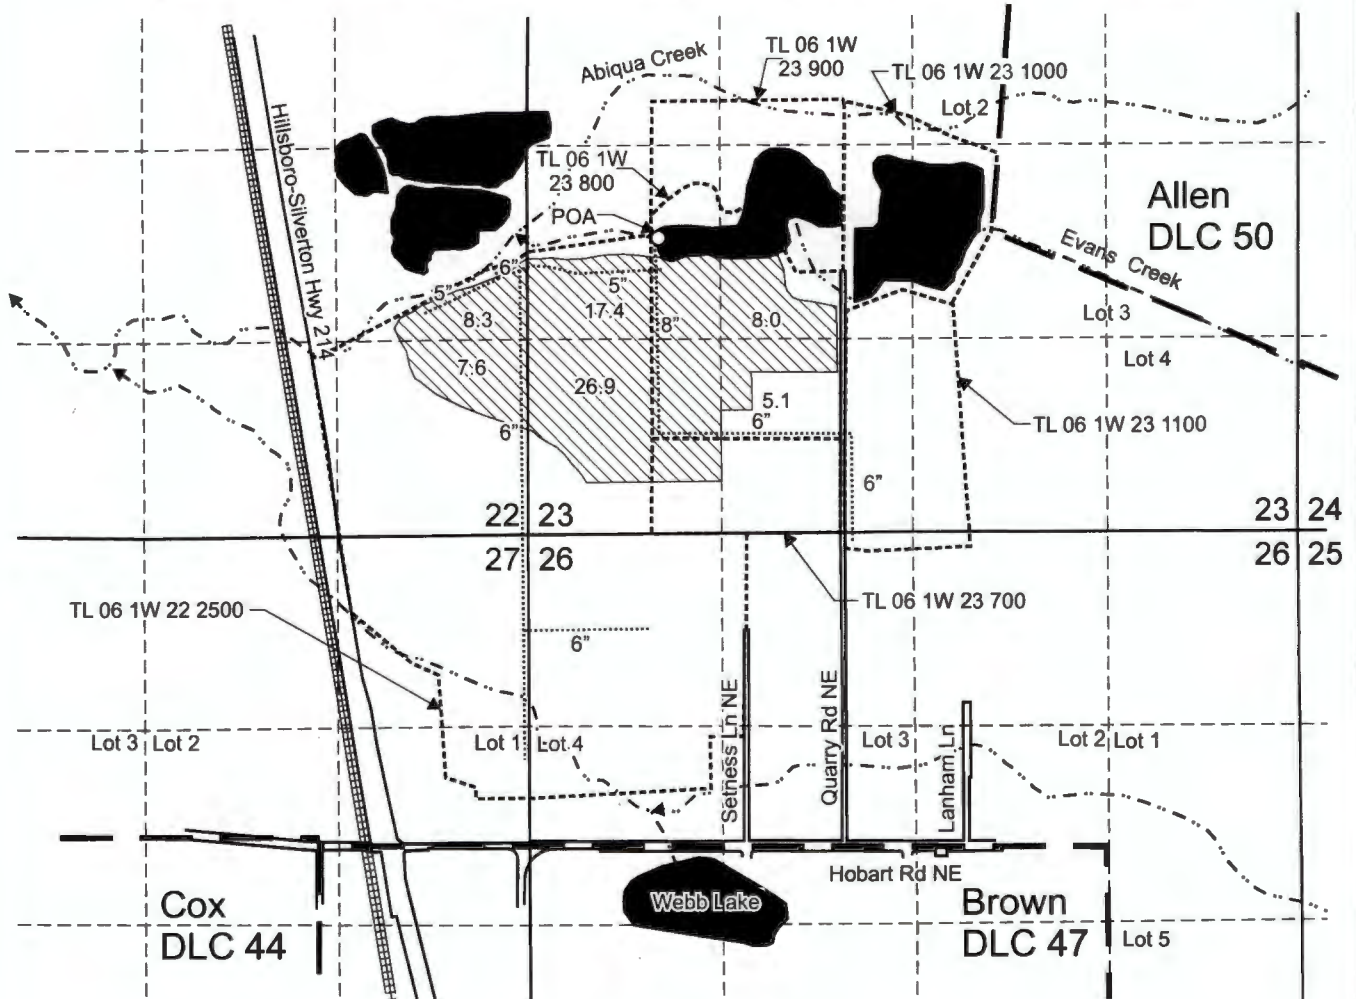 Abiqua Creek
TL 06 1W
23 900
TL 06 1W 23 1000
Lot 2
Hillsboro-Silverton Hwy 214
TL 06 1W
23 800
POA
Allen
DLC 50
Evans Creek
6"
5"
5"
8.3
17.4
8"
8.0
Lot 3
Lot 4
7.6
26.9
5.1
6"
6"
TL 06 1W 23 1100
6"
22 23
27 26
23 24
26 25
TL 06 1W 22 2500
TL 06 1W 23 700
6"
Setness Ln NE
Quarry Rd NE
Lanham Ln
Lot 3 Lot 2
Lot 1 Lot 4
Lot 3
Lot 2 Lot 1
Hobart Rd NE
Webb Lake
Cox
DLC 44
Brown
DLC 47
Lot 5